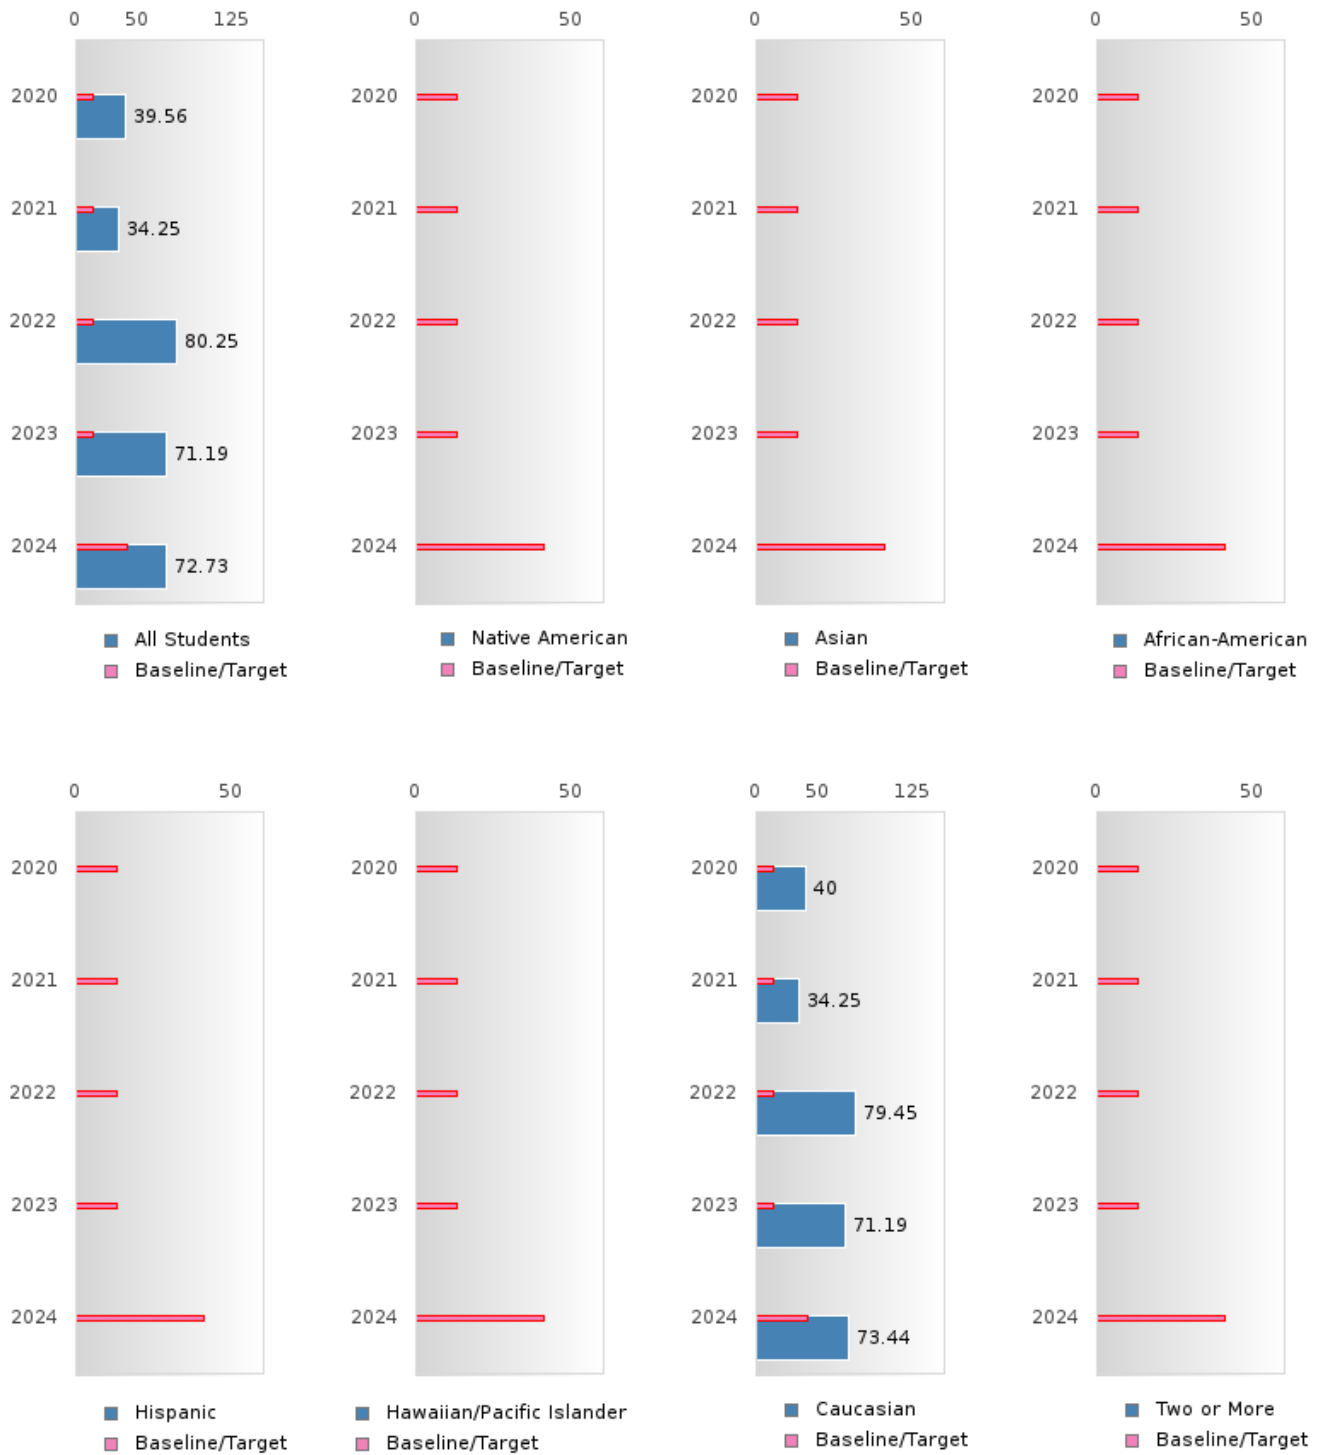 0 50 125 0 50 0 50 0 50
2020 39.56 2020 2020 2020
2021 34.25 2021 2021 2021
2022 80.25 2022 2022 2022
2023 71.19 2023 2023 2023
2024 72.73 2024 2024 2024
All Students Native American Asian African-American
Baseline/Target Baseline/Target Baseline/Target Baseline/Target
0 50 0 50 0 50 125 0 50
2020 2020 2020 40 2020
2021 2021 2021 34.25 2021
2022 2022 2022 79.45 2022
2023 2023 2023 71.19 2023
2024 2024 2024 73.44 2024
Hispanic Hawaiian/Pacific Islander Caucasian Two or More
Baseline/Target Baseline/Target Baseline/Target Baseline/Target